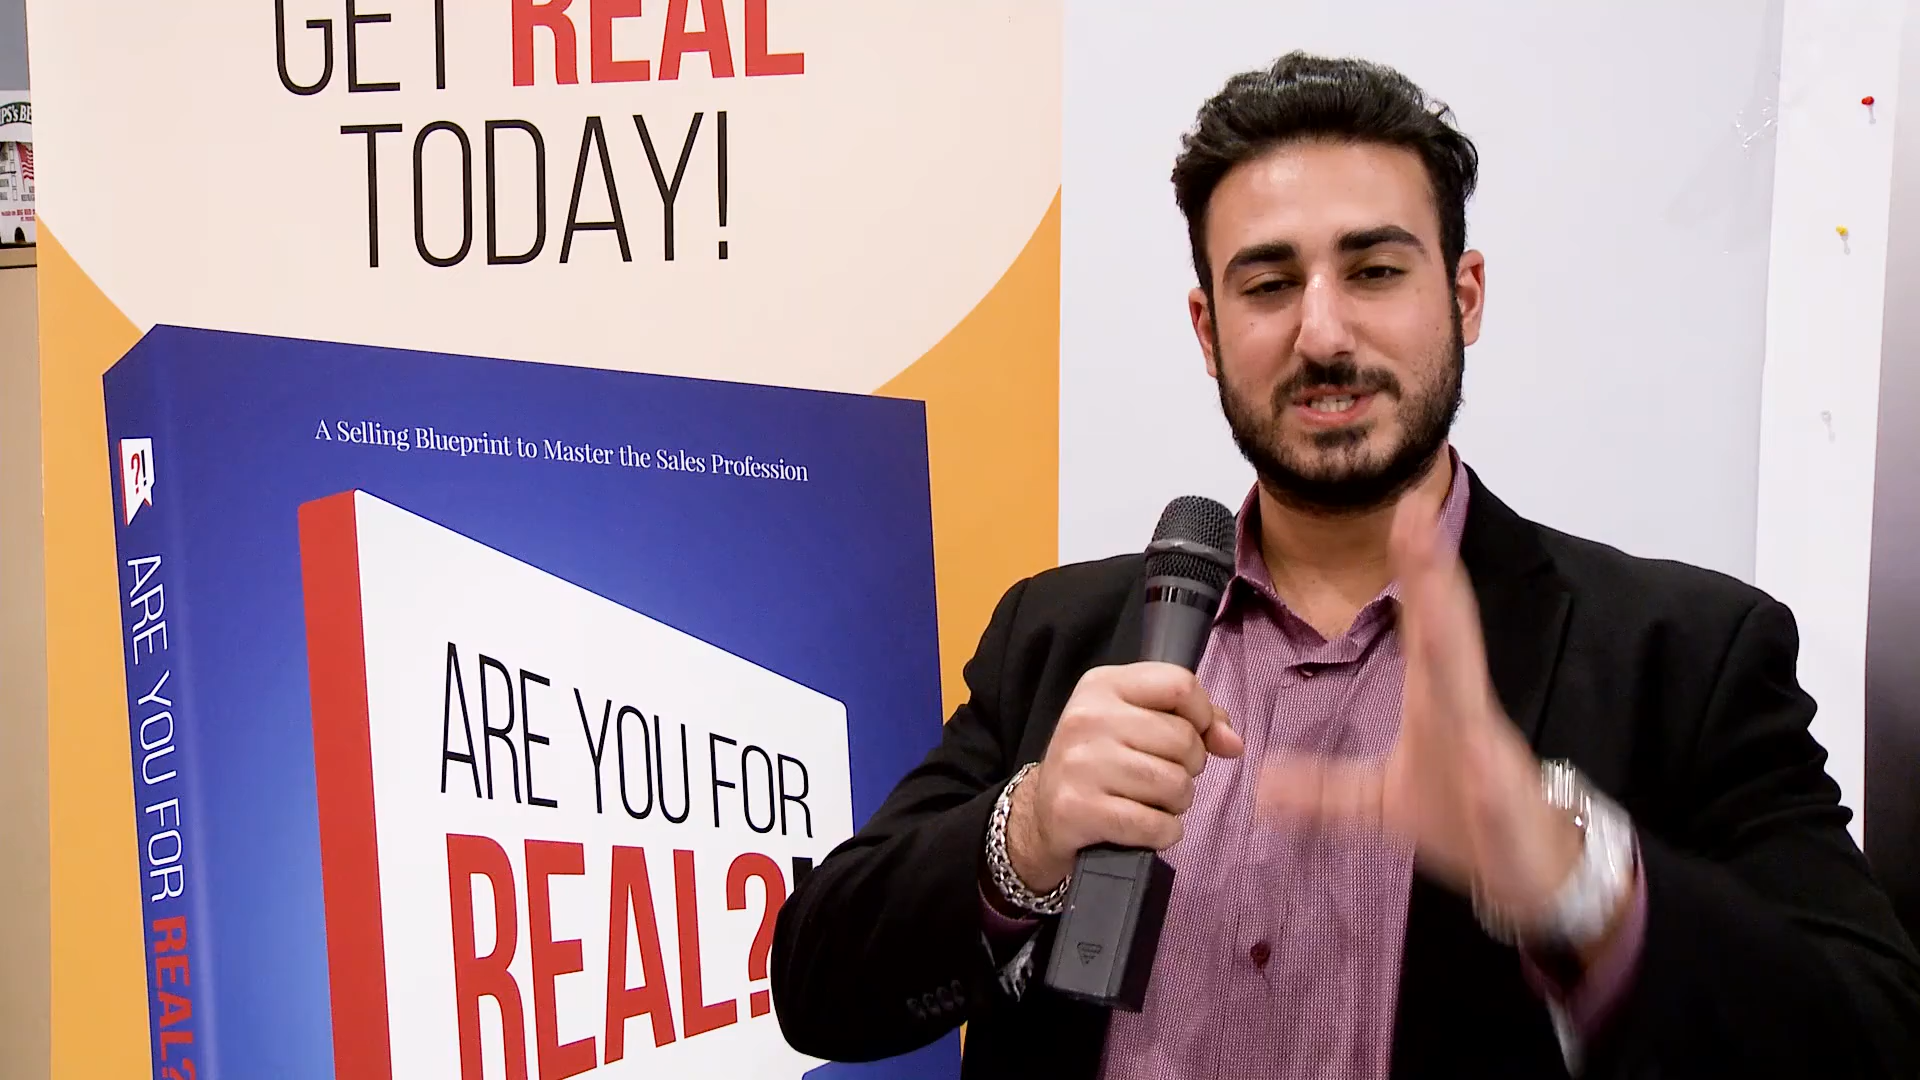 GET REAL
TODAY!
A Selling Blueprint to Master the Sales Profession
?!
ARE YOU FOR REAL?
ARE YOU FOR
REAL?